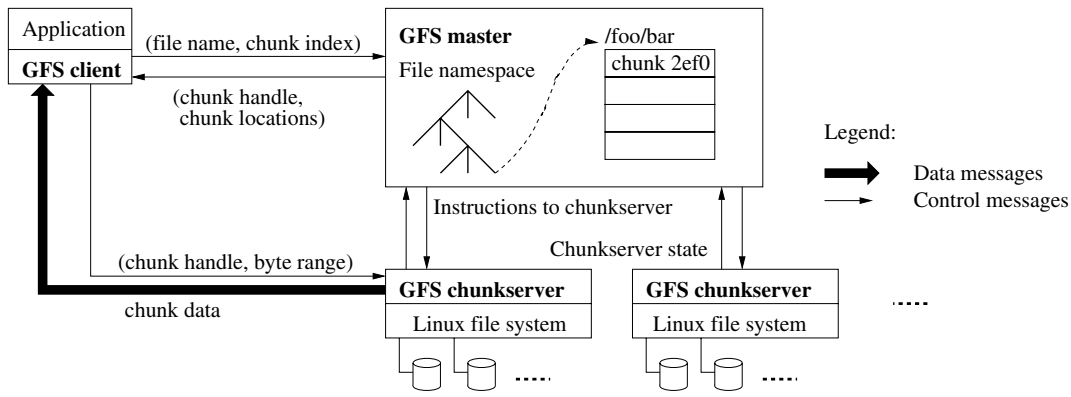 Application
GFS client
(file name, chunk index)
(chunk handle,
chunk locations)
GFS master
File namespace
/foo/bar
chunk 2ef0
Legend:
Data messages
Control messages
Instructions to chunkserver
Chunkserver state
(chunk handle, byte range)
chunk data
GFS chunkserver
Linux file system
GFS chunkserver
Linux file system